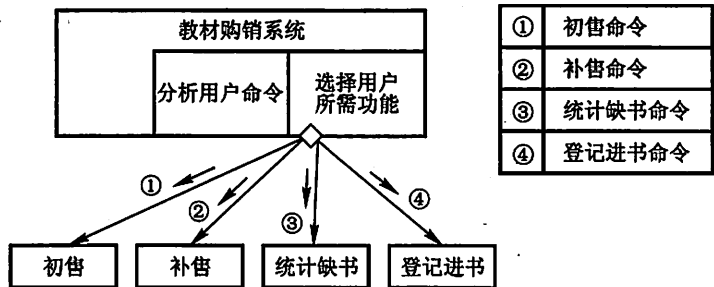 教材购销系统
分析用户命令
选择用户
所需功能
① 初售命令
② 补售命令
③ 统计缺书命令
④ 登记进书命令
①
②
③
④
初售
补售
统计缺书
登记进书